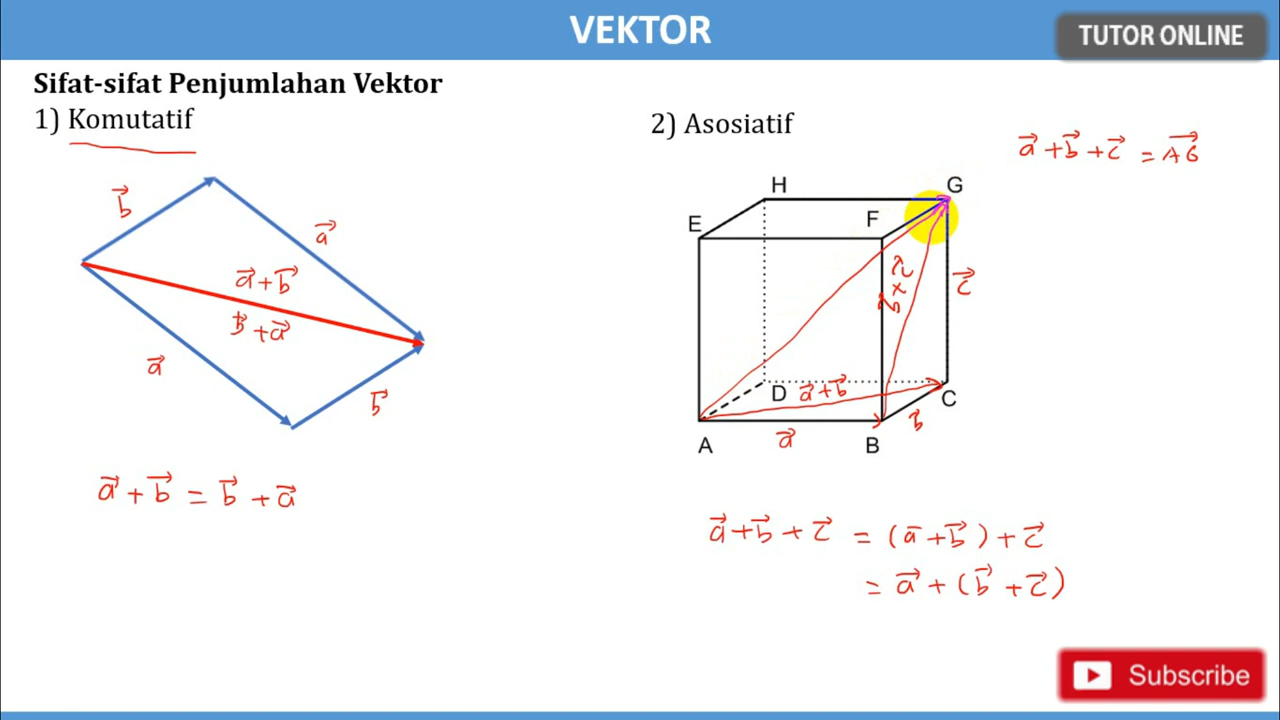 VEKTOR
TUTOR ONLINE
Sifat-sifat Penjumlahan Vektor
1) Komutatif
b⃗
a⃗
a⃗+b⃗
b⃗+a⃗
a⃗
b⃗
a⃗+b⃗ = b⃗+a⃗
2) Asosiatif
a⃗+b⃗+c⃗ = AG⃗
H
G
E
F
c⃗
D
a⃗+b⃗
C
b⃗
a⃗
A
B
a⃗+b⃗+c⃗ = (a+b⃗)+c⃗
= a⃗+(b⃗+c⃗)
Subscribe